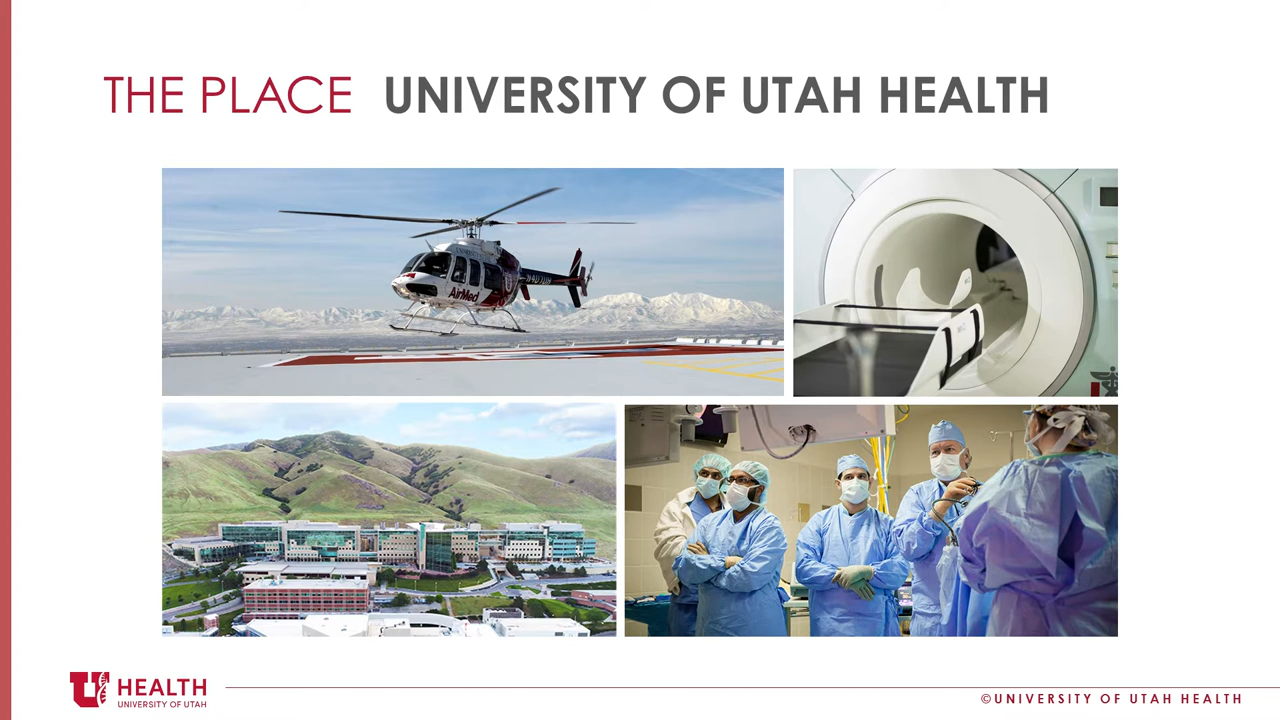 THE PLACE UNIVERSITY OF UTAH HEALTH
AirMed
U HEALTH
UNIVERSITY OF UTAH
©UNIVERSITY OF UTAH HEALTH